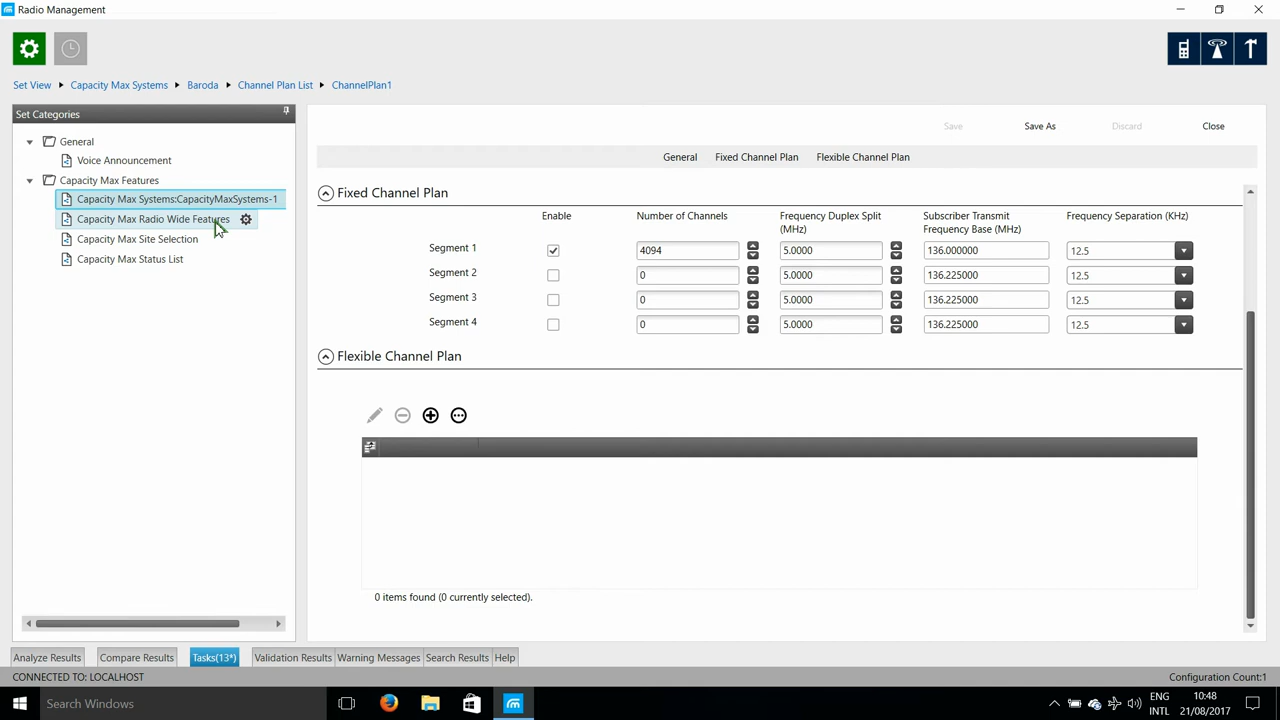 Radio Management
Set View Capacity Max Systems Baroda Channel Plan List ChannelPlan1
Set Categories
General
Voice Announcement
Capacity Max Features
Capacity Max Systems:CapacityMaxSystems-1
Capacity Max Radio Wide Features
Capacity Max Site Selection
Capacity Max Status List
Save Save As Discard Close
General Fixed Channel Plan Flexible Channel Plan
Fixed Channel Plan
Enable Number of Channels Frequency Duplex Split (MHz) Subscriber Transmit Frequency Base (MHz) Frequency Separation (KHz)
Segment 1 4094 5.0000 136.000000 12.5
Segment 2 0 5.0000 136.225000 12.5
Segment 3 0 5.0000 136.225000 12.5
Segment 4 0 5.0000 136.225000 12.5
Flexible Channel Plan
0 items found (0 currently selected).
Analyze Results Compare Results Tasks(13*) Validation Results Warning Messages Search Results Help
CONNECTED TO: LOCALHOST Configuration Count:1
Search Windows
ENG 10:48
INTL 21/08/2017